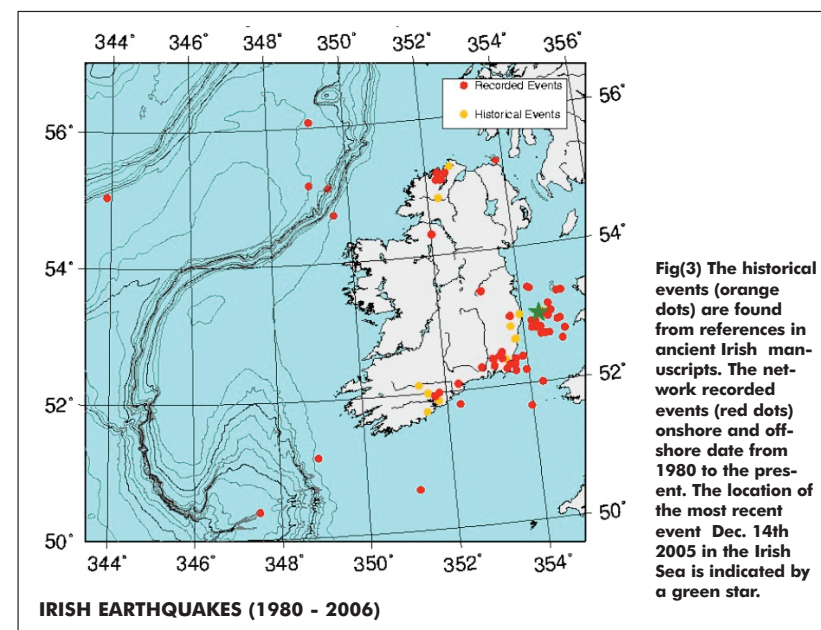 344° 346° 348° 350° 352° 354° 356°
Recorded Events
Historical Events
56°
56°
54°
54°
52°
52°
50°
50°
344° 346° 348° 350° 352° 354°
IRISH EARTHQUAKES (1980 - 2006)
Fig(3) The historical
events (orange
dots) are found
from references in
ancient Irish man-
uscripts. The net-
work recorded
events (red dots)
onshore and off-
shore date from
1980 to the pres-
ent. The location of
the most recent
event Dec. 14th
2005 in the Irish
Sea is indicated by
a green star.